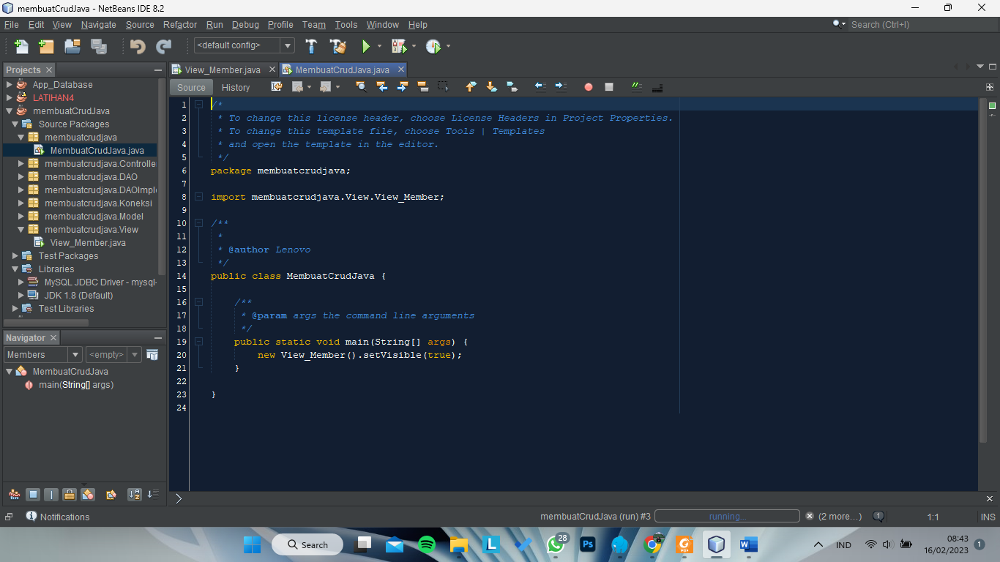 membuatCrudJava - NetBeans IDE 8.2
File Edit View Navigate Source Refactor Run Debug Profile Team Tools Window Help
Search (Ctrl+I)
<default config>
Projects
App_Database
LATIHAN4
membuatCrudJava
Source Packages
membuatcrudjava
MembuatCrudJava.java
membuatcrudjava.Controlle
membuatcrudjava.DAO
membuatcrudjava.DAOImpl
membuatcrudjava.Koneksi
membuatcrudjava.Model
membuatcrudjava.View
View_Member.java
Test Packages
Libraries
MySQL JDBC Driver - mysql-
JDK 1.8 (Default)
Test Libraries
Navigator
Members <empty>
MembuatCrudJava
main(String[] args)
View_Member.java MembuatCrudJava.java
Source History
1 /*
2 * To change this license header, choose License Headers in Project Properties.
3 * To change this template file, choose Tools | Templates
4 * and open the template in the editor.
5 */
6 package membuatcrudjava;
7
8 import membuatcrudjava.View.View_Member;
9
10 /**
11 *
12 * @author Lenovo
13 */
14 public class MembuatCrudJava {
15
16 /**
17 * @param args the command line arguments
18 */
19 public static void main(String[] args) {
20 new View_Member().setVisible(true);
21 }
22
23 }
24
Notifications
membuatCrudJava (run) #3 running... (2 more...) 1 1:1 INS
Search
28
Ps
IND
08:43
16/02/2023
1